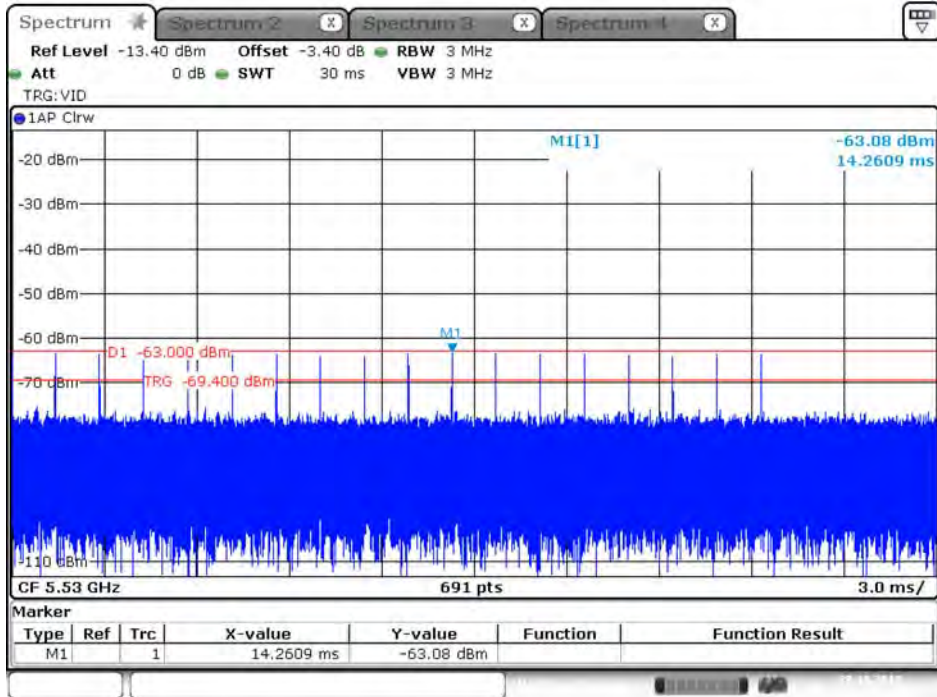 Spectrum Spectrum 2 X Spectrum 3 X Spectrum 4 X
Ref Level -13.40 dBm Offset -3.40 dB RBW 3 MHz
Att 0 dB SWT 30 ms VBW 3 MHz
TRG:VID
1AP Clrw
M1[1] -63.08 dBm
14.2609 ms
-20 dBm
-30 dBm
-40 dBm
-50 dBm
-60 dBm
M1
D1 -63.000 dBm
-70 dBm
TRG -69.400 dBm
-110 dBm
CF 5.53 GHz 691 pts 3.0 ms/
Marker
Type Ref Trc X-value Y-value Function Function Result
M1 1 14.2609 ms -63.08 dBm